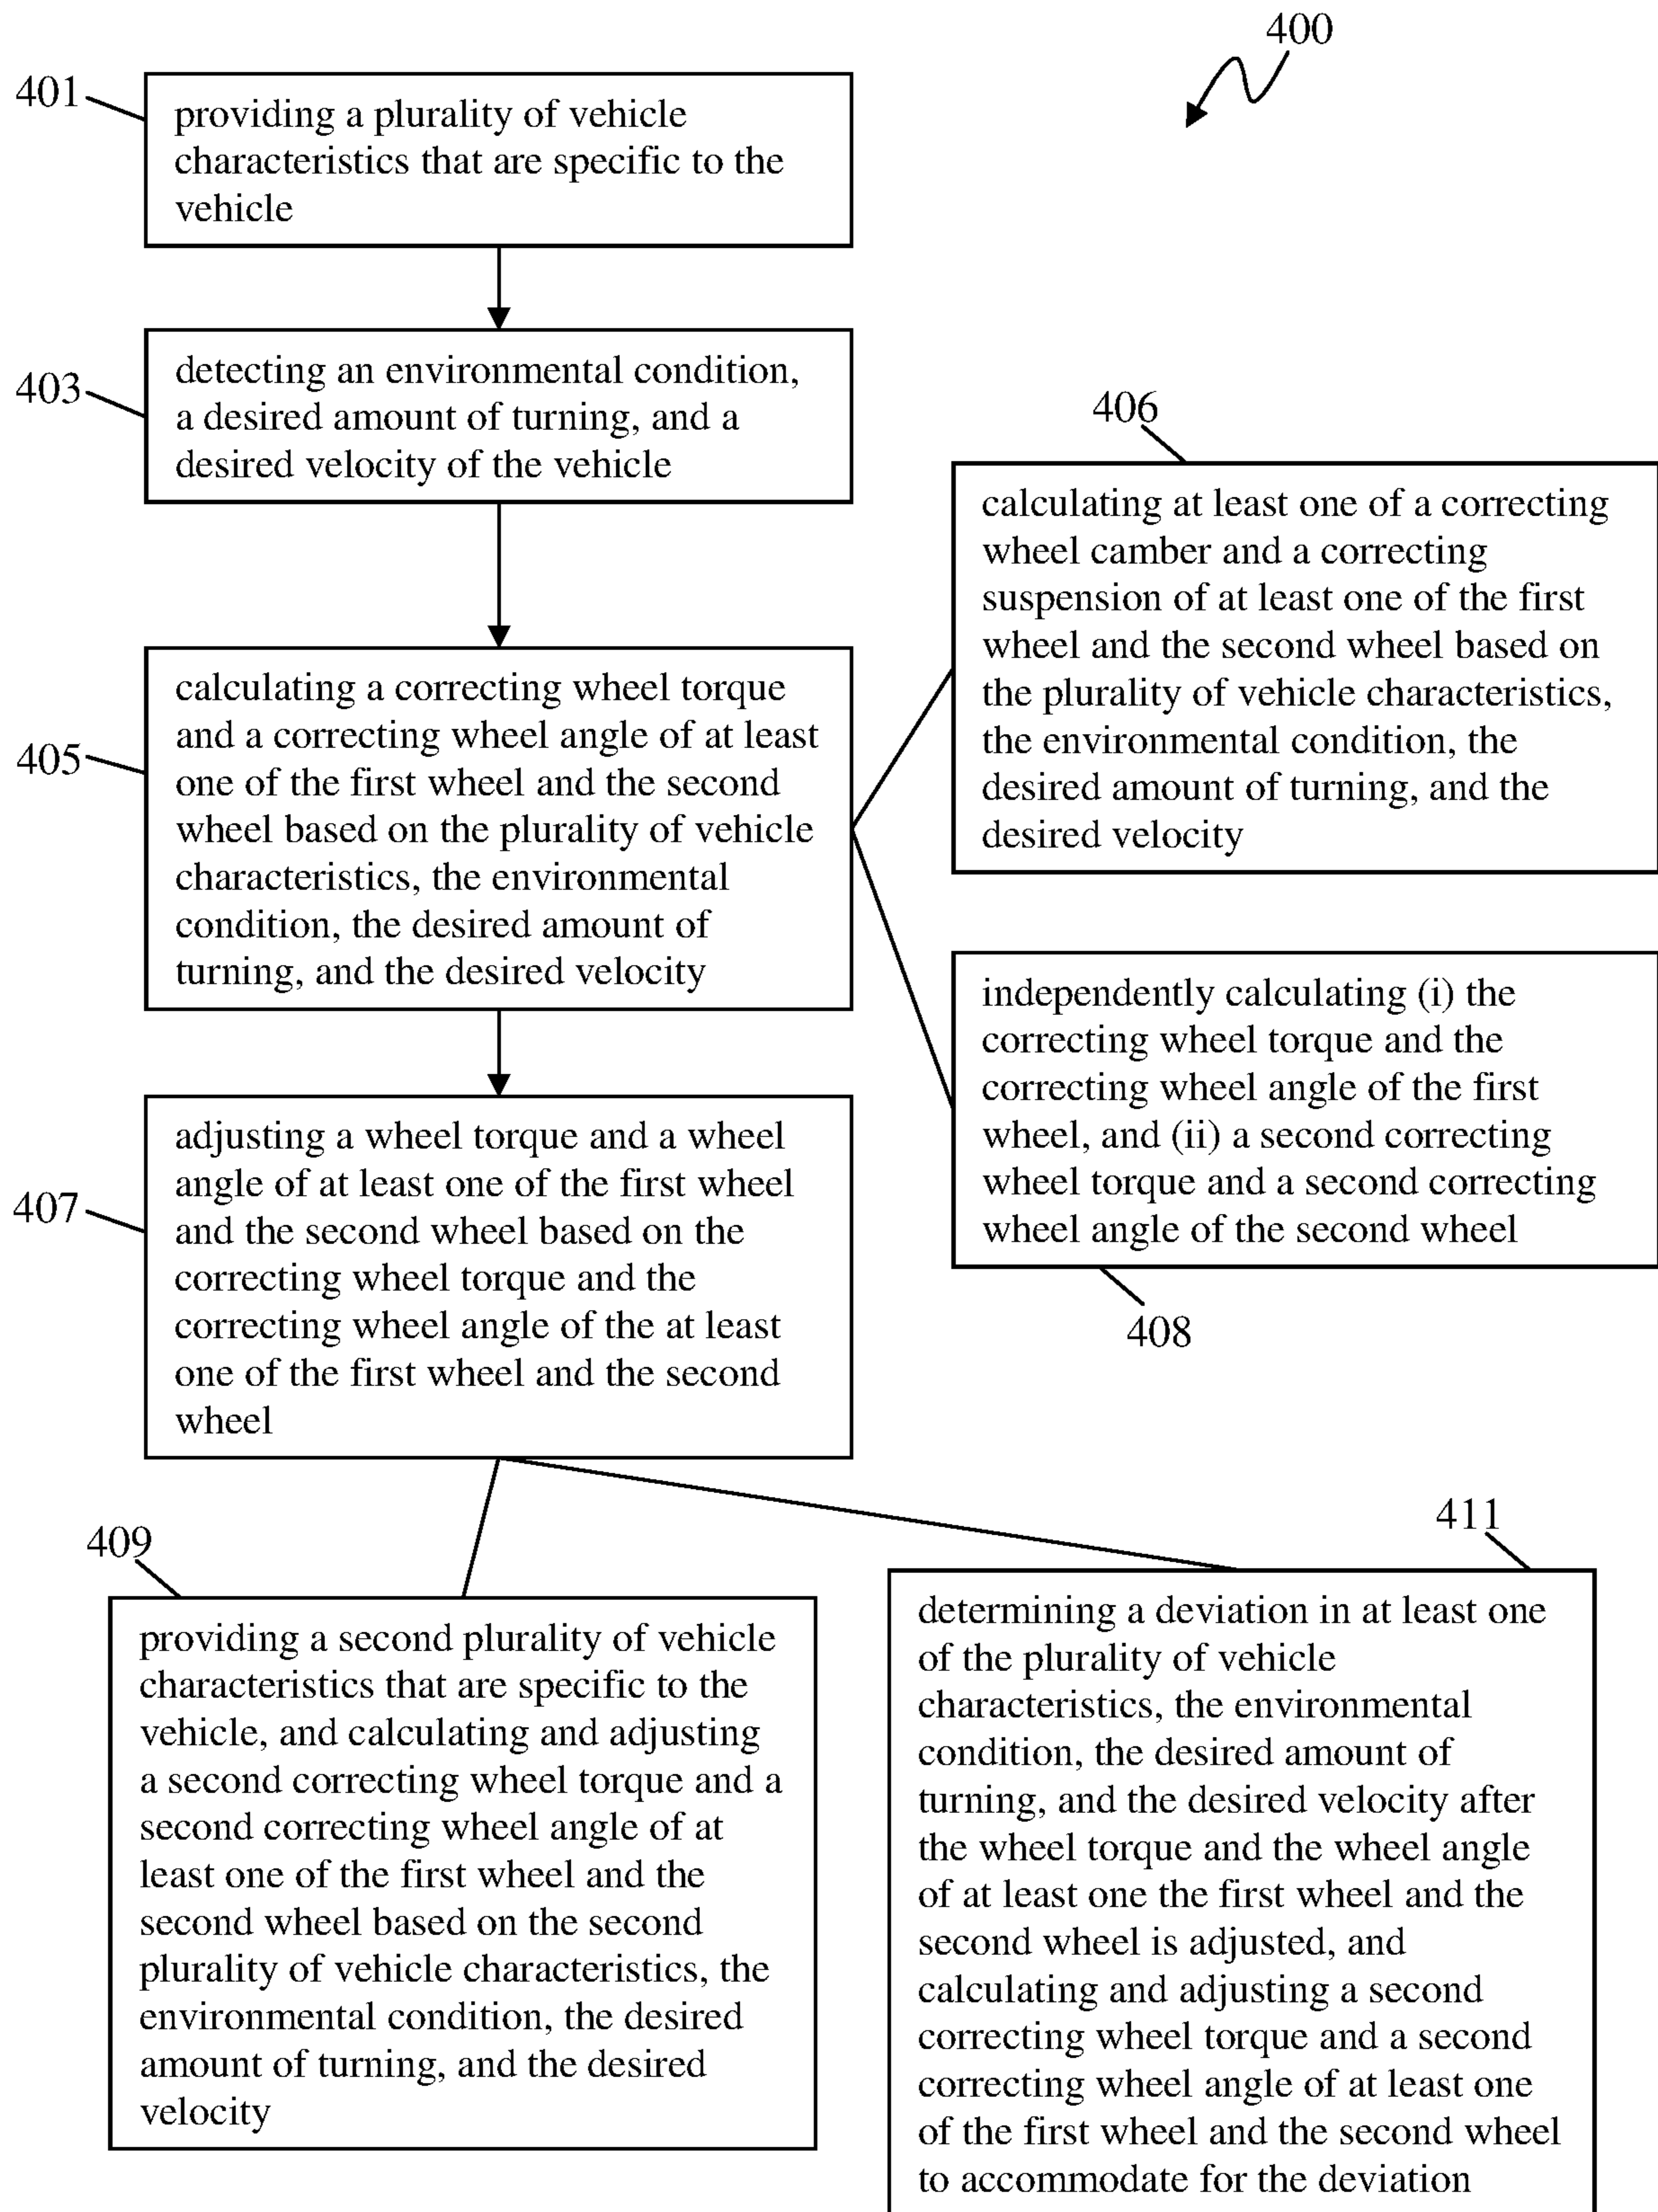 400
401
providing a plurality of vehicle
characteristics that are specific to the
vehicle
403
detecting an environmental condition,
a desired amount of turning, and a
desired velocity of the vehicle
405
calculating a correcting wheel torque
and a correcting wheel angle of at least
one of the first wheel and the second
wheel based on the plurality of vehicle
characteristics, the environmental
condition, the desired amount of
turning, and the desired velocity
406
calculating at least one of a correcting
wheel camber and a correcting
suspension of at least one of the first
wheel and the second wheel based on
the plurality of vehicle characteristics,
the environmental condition, the
desired amount of turning, and the
desired velocity
independently calculating (i) the
correcting wheel torque and the
correcting wheel angle of the first
wheel, and (ii) a second correcting
wheel torque and a second correcting
wheel angle of the second wheel
408
407
adjusting a wheel torque and a wheel
angle of at least one of the first wheel
and the second wheel based on the
correcting wheel torque and the
correcting wheel angle of the at least
one of the first wheel and the second
wheel
409
providing a second plurality of vehicle
characteristics that are specific to the
vehicle, and calculating and adjusting
a second correcting wheel torque and a
second correcting wheel angle of at
least one of the first wheel and the
second wheel based on the second
plurality of vehicle characteristics, the
environmental condition, the desired
amount of turning, and the desired
velocity
411
determining a deviation in at least one
of the plurality of vehicle
characteristics, the environmental
condition, the desired amount of
turning, and the desired velocity after
the wheel torque and the wheel angle
of at least one the first wheel and the
second wheel is adjusted, and
calculating and adjusting a second
correcting wheel torque and a second
correcting wheel angle of at least one
of the first wheel and the second wheel
to accommodate for the deviation